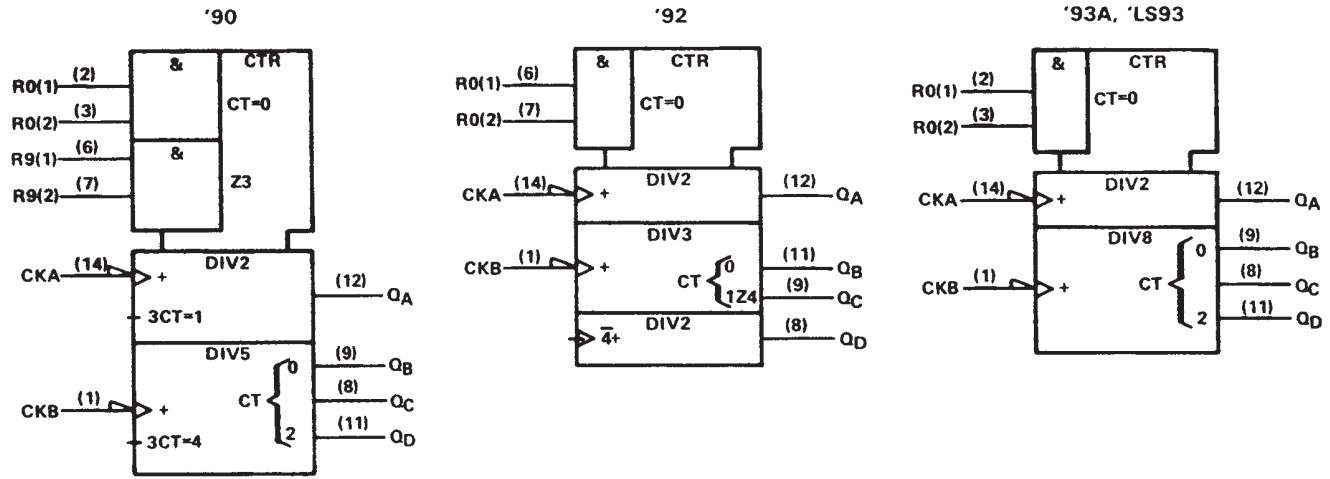 '90
&
CTR
R0(1) (2)
CT=0
R0(2) (3)
R9(1) (6)
&
R9(2) (7)
Z3
DIV2
CKA (14) +
(12) QA
3CT=1
DIV5
0 (9) QB
CT (8) QC
CKB (1) +
2 (11) QD
3CT=4
'92
&
CTR
R0(1) (6)
CT=0
R0(2) (7)
DIV2
CKA (14) +
(12) QA
DIV3
CKB (1) +
0 (11) QB
CT
1Z4 (9) QC
DIV2
4̅+
(8) QD
'93A, 'LS93
&
CTR
R0(1) (2)
CT=0
R0(2) (3)
DIV2
CKA (14) +
(12) QA
DIV8
0 (9) QB
CKB (1) +
CT (8) QC
2 (11) QD